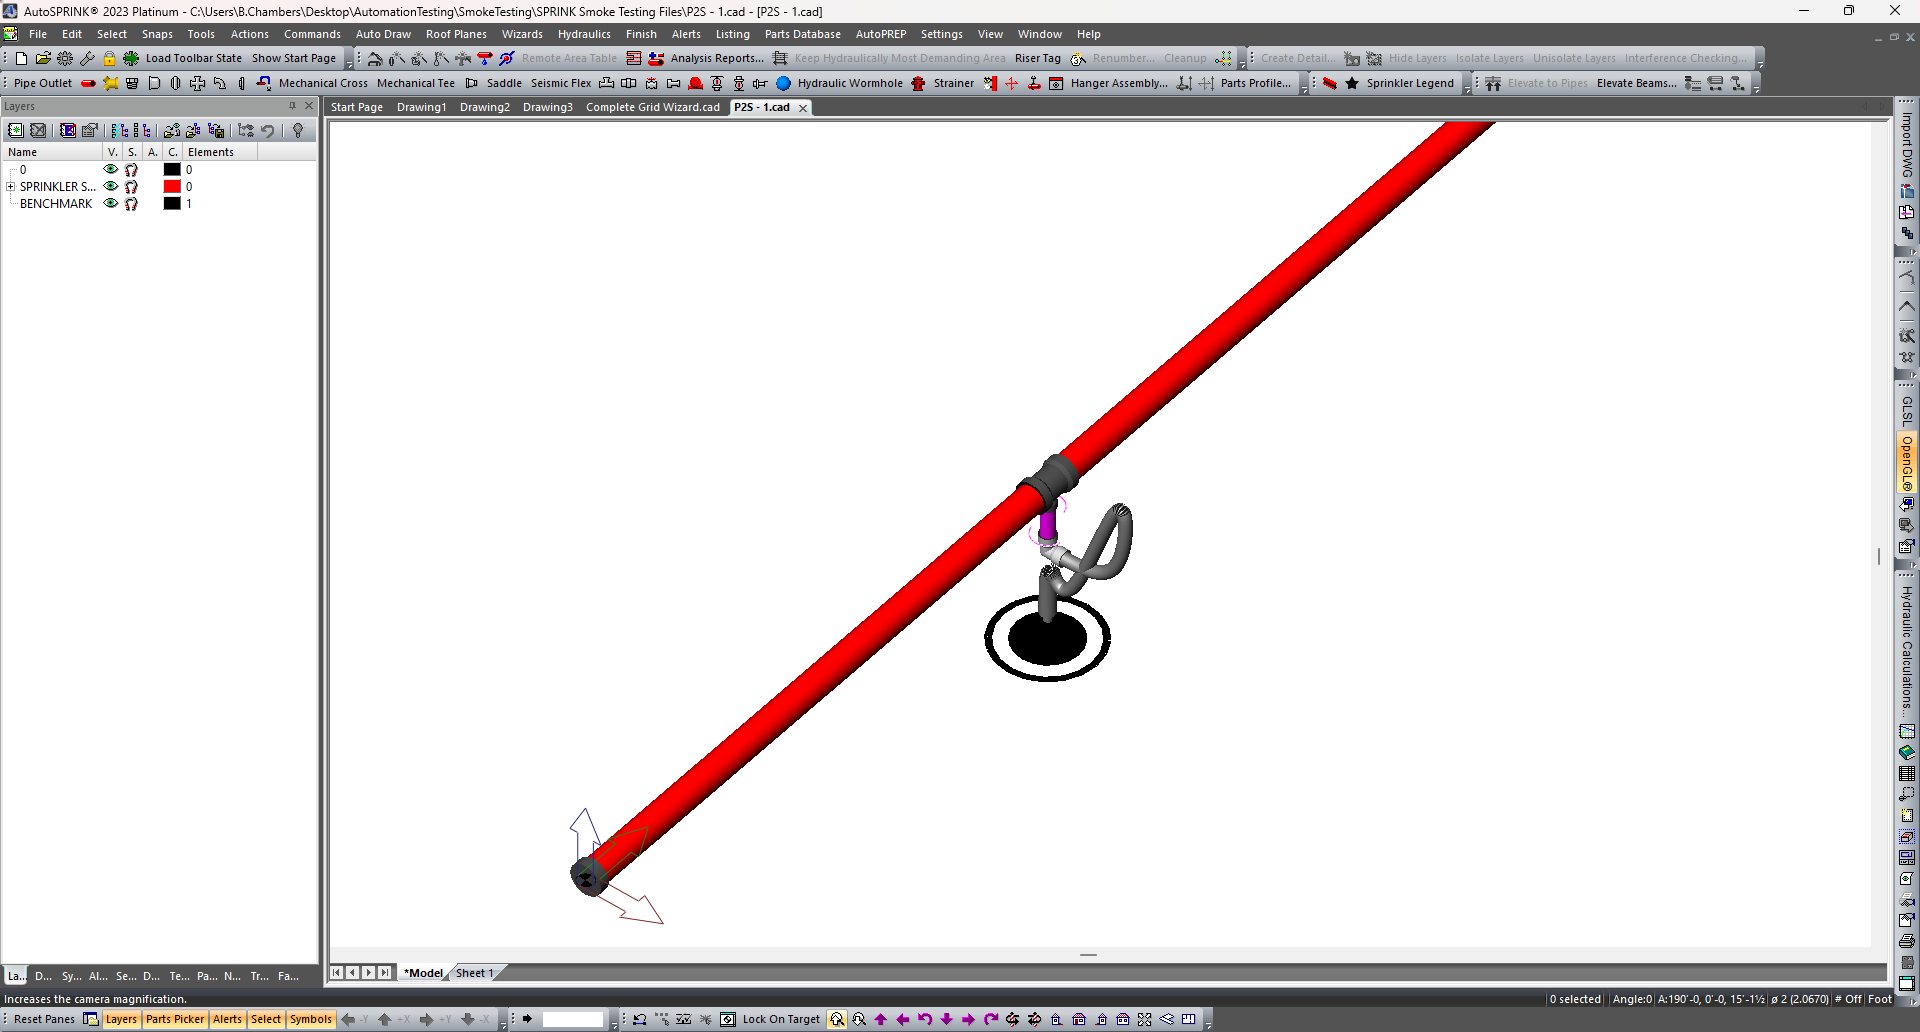 AutoSPRINK® 2023 Platinum - C:\Users\B.Chambers\Desktop\AutomationTesting\SmokeTesting\SPRINK Smoke Testing Files\P2S - 1.cad - [P2S - 1.cad]
File Edit Select Snaps Tools Actions Commands Auto Draw Roof Planes Wizards Hydraulics Finish Alerts Listing Parts Database AutoPREP Settings View Window Help
Load Toolbar State Show Start Page Remote Area Table Analysis Reports... Keep Hydraulically Most Demanding Area Riser Tag Renumber... Cleanup Create Detail... Hide Layers Isolate Layers Unisolate Layers Interference Checking...
Pipe Outlet Mechanical Cross Mechanical Tee Saddle Seismic Flex Hydraulic Wormhole Strainer Hanger Assembly... Parts Profile... Sprinkler Legend Elevate to Pipes Elevate Beams...
Layers
Start Page Drawing1 Drawing2 Drawing3 Complete Grid Wizard.cad P2S - 1.cad
Name V. S. A. C. Elements
0 0
SPRINKLER S... 0
BENCHMARK 1
Import DWG
GLSL
OpenGL®
Hydraulic Calculations...
La... D... Sy... Al... Se... D... Te... Pa... N... Tr... Fa...
*Model Sheet 1
Increases the camera magnification.
0 selected Angle:0 A:190'-0, 0'-0, 15'-1½ ø 2 (2.0670) # Off Foot
Reset Panes Layers Parts Picker Alerts Select Symbols -Y +X +Y -X Lock On Target